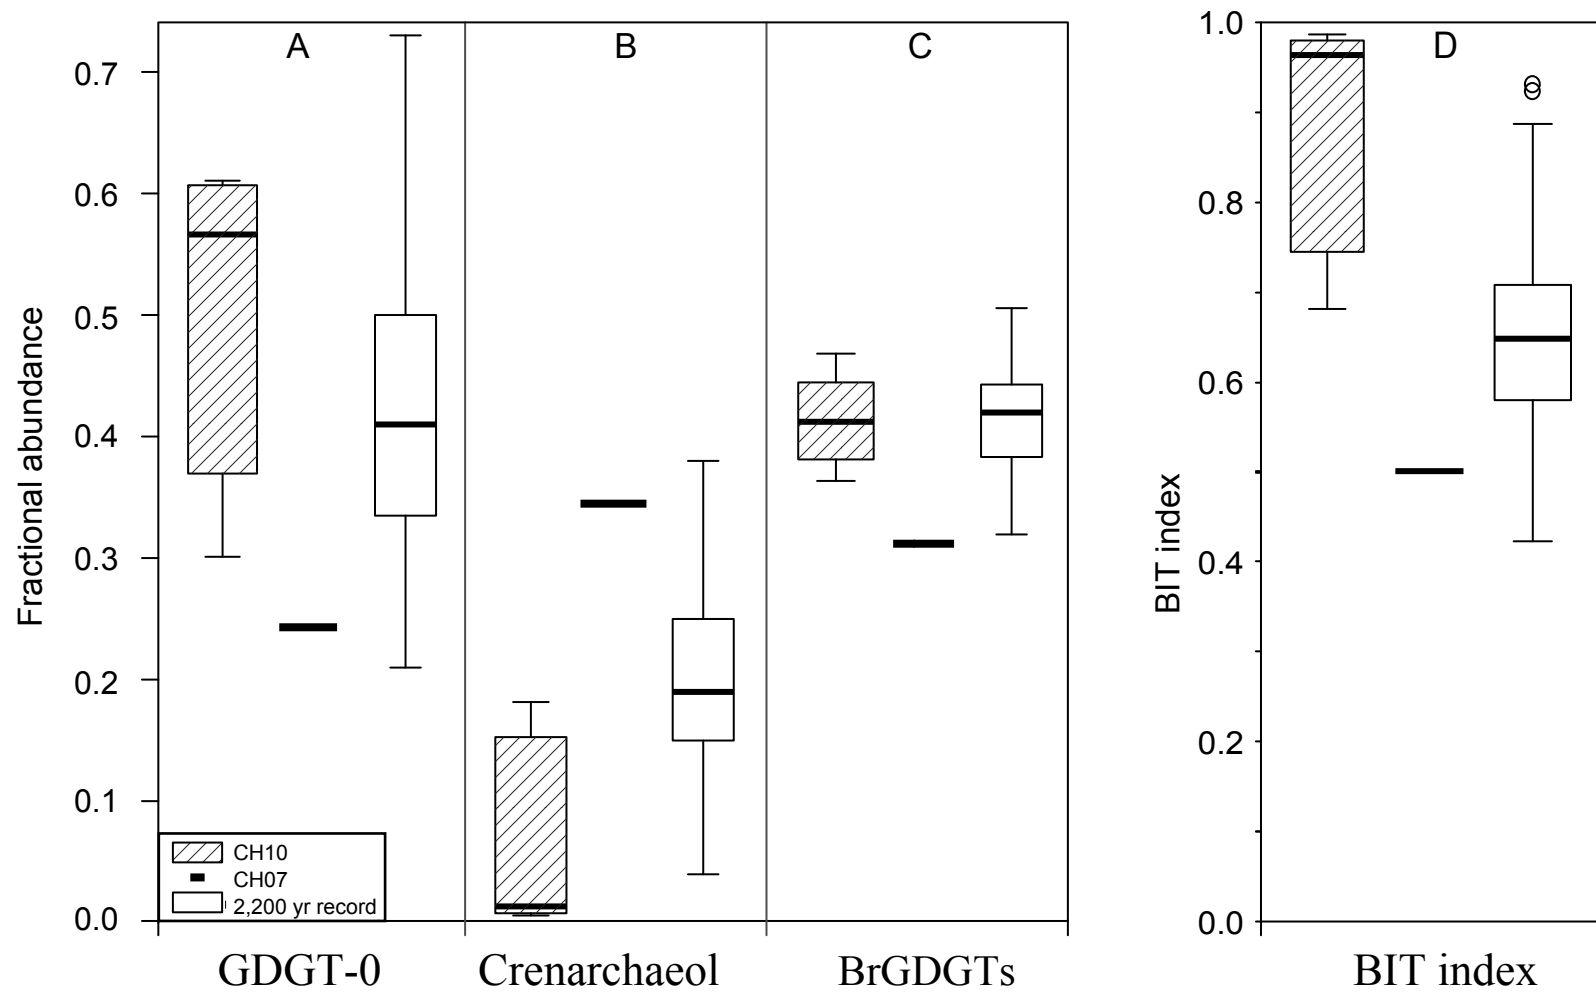 A
B
C
0.7
0.6
0.5
0.4
0.3
0.2
0.1
0.0
Fractional abundance
CH10
CH07
2,200 yr record
GDGT-0
Crenarchaeol
BrGDGTs
D
1.0
0.8
0.6
0.4
0.2
0.0
BIT index
BIT index